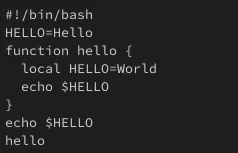 #!/bin/bash
HELLO=Hello
function hello {
  local HELLO=World
  echo $HELLO
}
echo $HELLO
hello